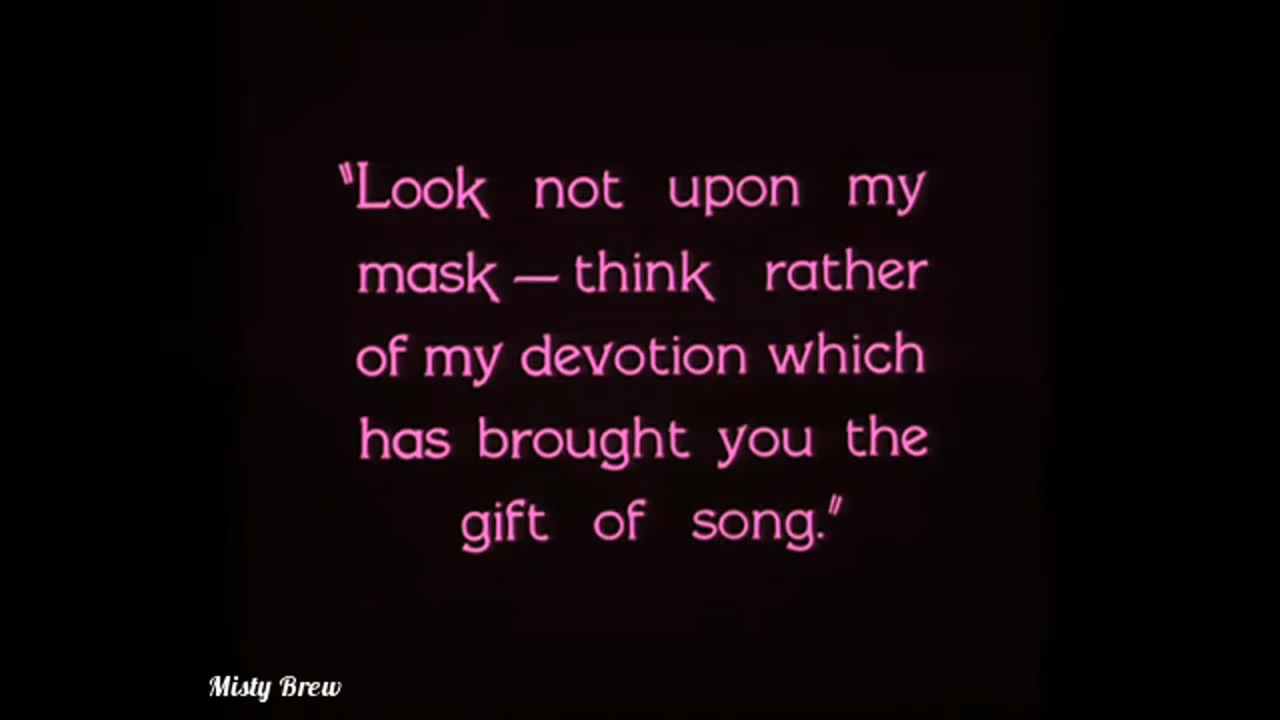 "Look not upon my
mask — think rather
of my devotion which
has brought you the
gift of song."
Misty Brew